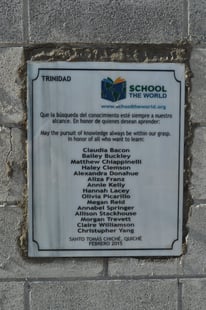 TRINIDAD
SCHOOL
THE WORLD
www.schooltheworld.org
Que la búsqueda del conocimiento esté siempre a nuestro
alcance. En honor de quienes desean aprender.
May the pursuit of knowledge always be within our grasp.
In honor of all who want to learn.
Claudia Bacon
Bailey Buckley
Matthew Chiappinelli
Haley Clemson
Alexandra Donahue
Aliza Franz
Annie Kelly
Hannah Lacey
Olivia Picarillo
Megan Reid
Annabel Springer
Allison Stackhouse
Morgan Trevett
Claire Williamson
Christopher Yang
SANTO TOMÁS CHICHÉ, QUICHÉ
FEBRERO 2015